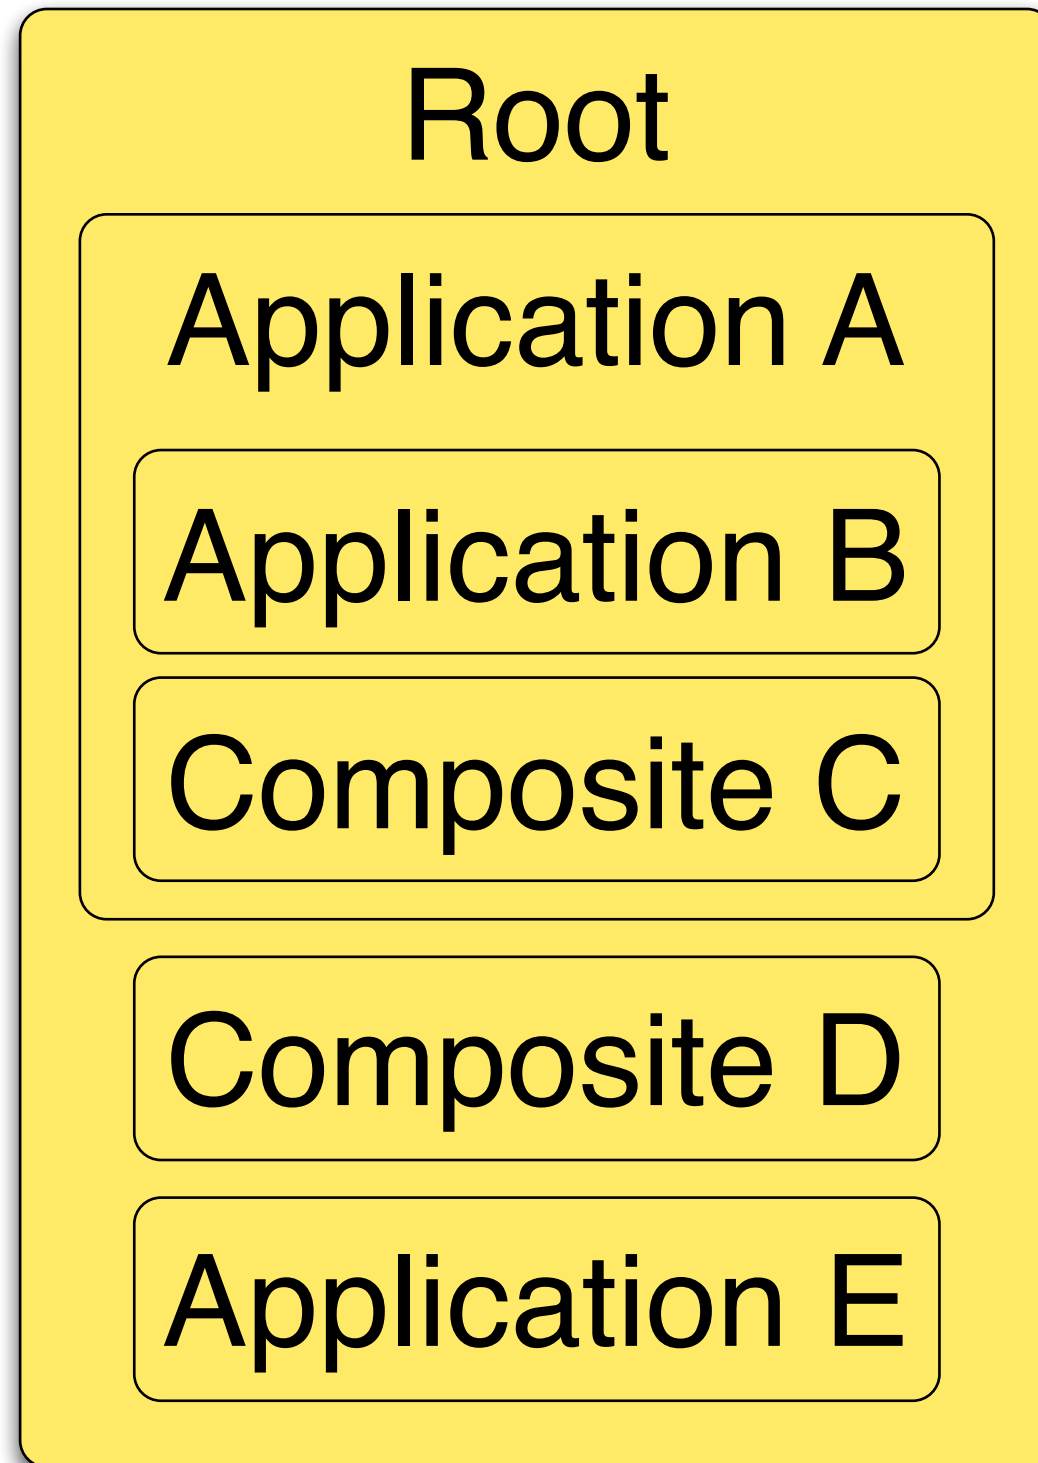 Root
Application A
Application B
Composite C
Composite D
Application E